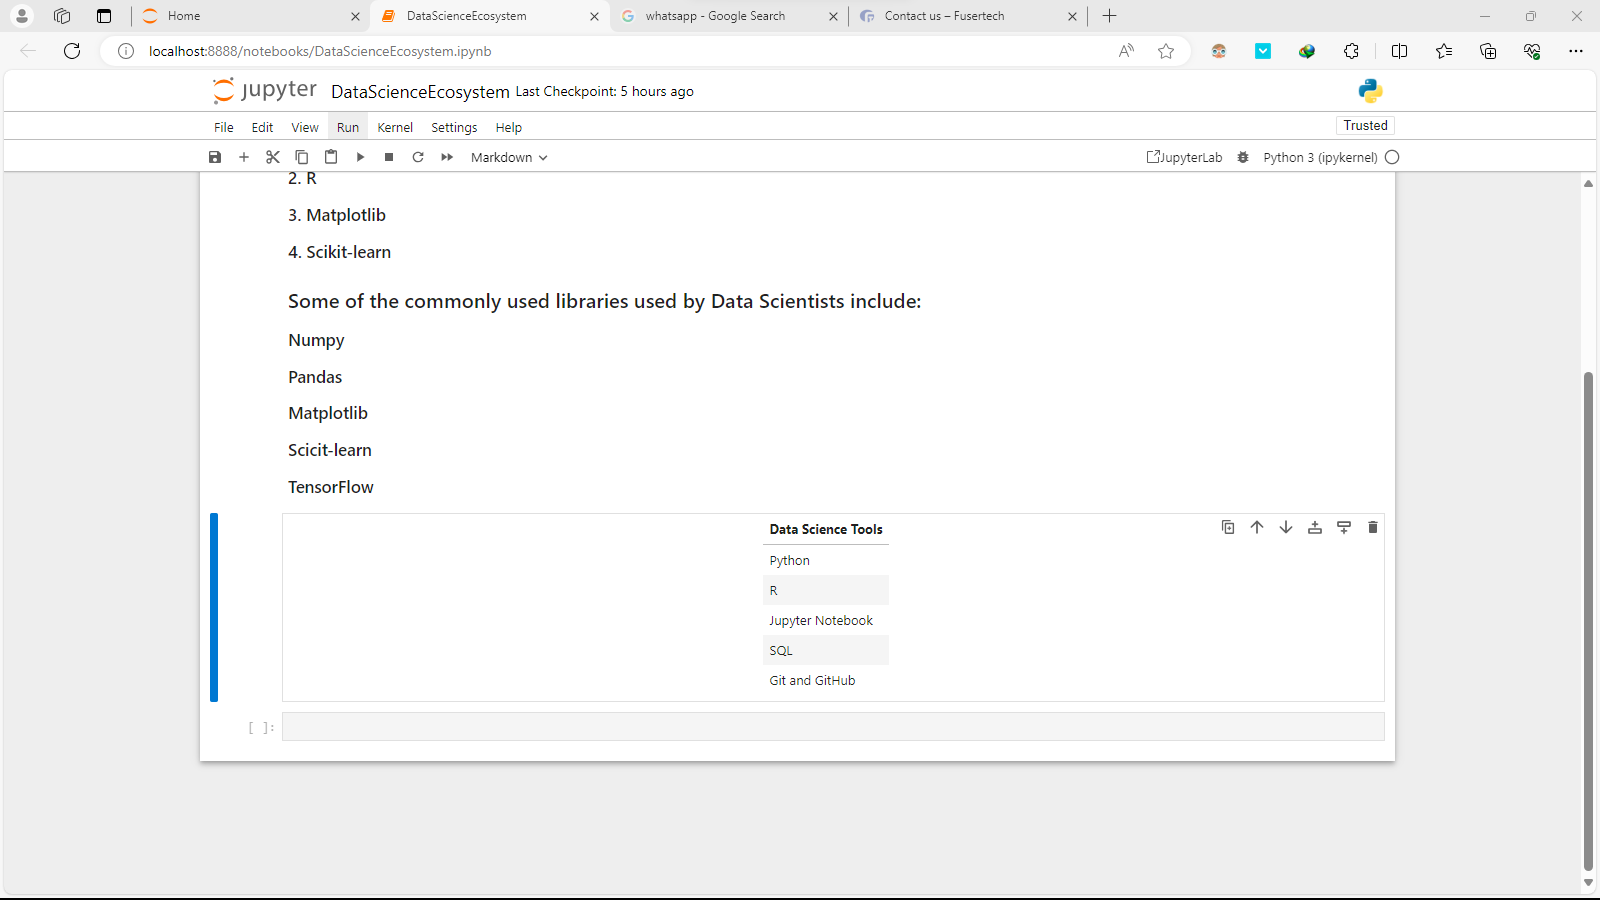 Home
DataScienceEcosystem
whatsapp - Google Search
Contact us – Fusertech
localhost:8888/notebooks/DataScienceEcosystem.ipynb
jupyter DataScienceEcosystem Last Checkpoint: 5 hours ago
File Edit View Run Kernel Settings Help
Trusted
Markdown
JupyterLab
Python 3 (ipykernel)
2. R
3. Matplotlib
4. Scikit-learn
Some of the commonly used libraries used by Data Scientists include:
Numpy
Pandas
Matplotlib
Scicit-learn
TensorFlow
Data Science Tools
Python
R
Jupyter Notebook
SQL
Git and GitHub
[ ]: